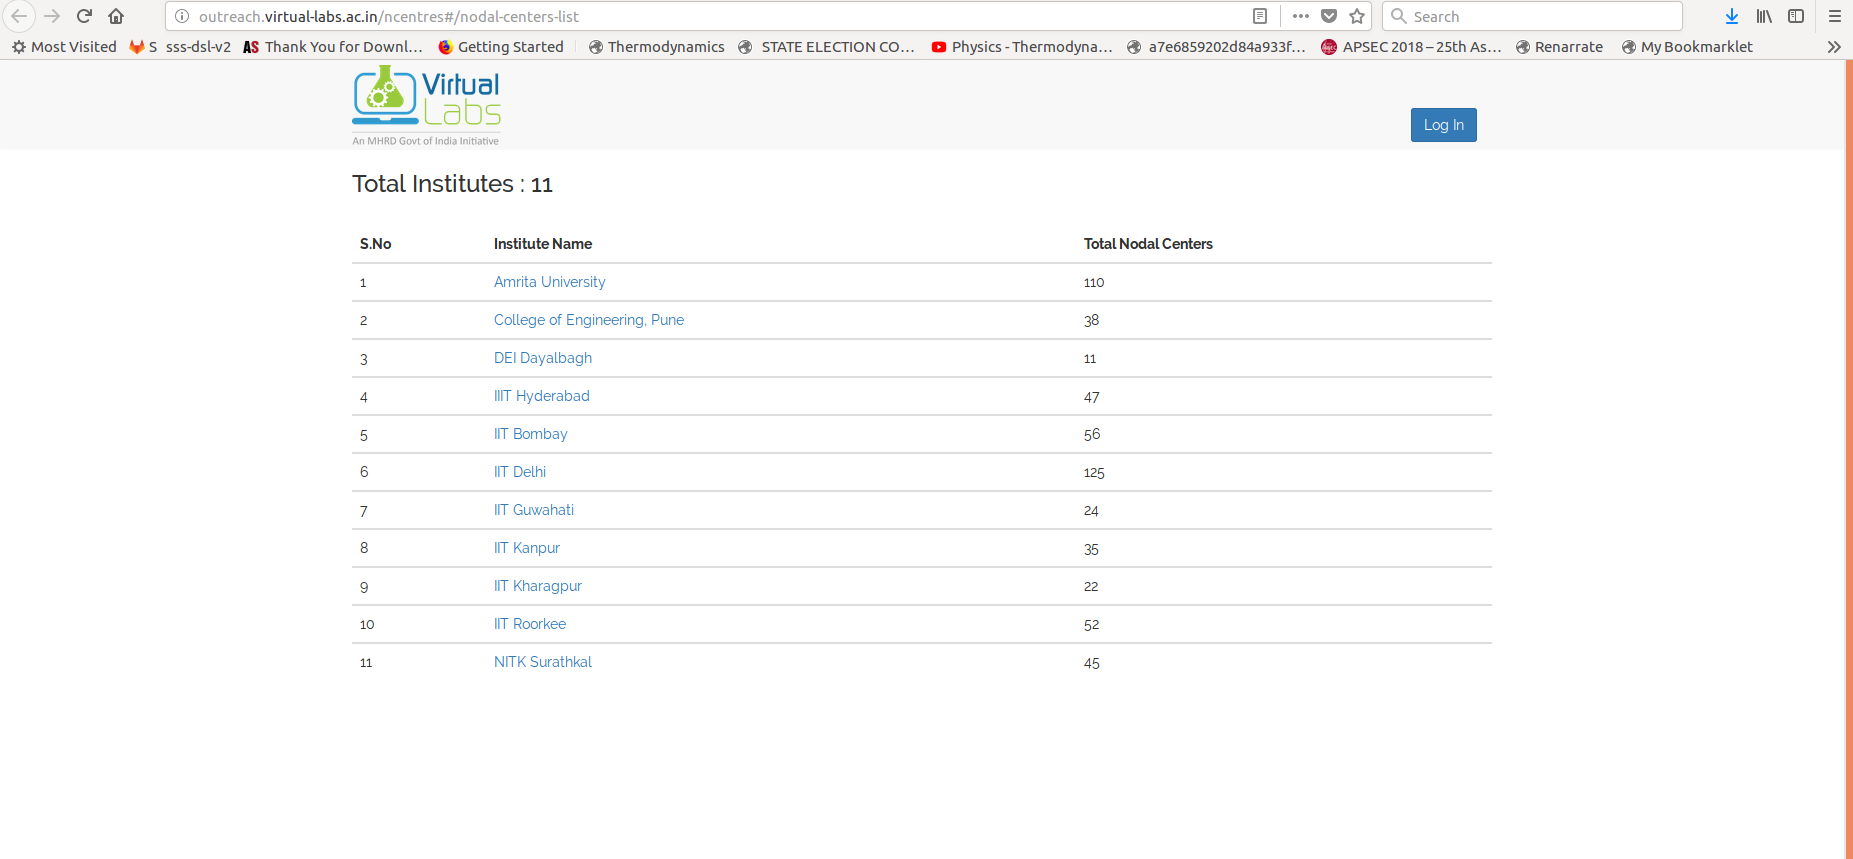 outreach.virtual-labs.ac.in/ncentres#/nodal-centers-list Search
Most Visited S sss-dsl-v2 AS Thank You for Downl... Getting Started Thermodynamics STATE ELECTION CO... Physics - Thermodyna... a7e6859202d84a933f... APSEC 2018 – 25th As... Renarrate My Bookmarklet
Virtual
Labs
An MHRD Govt of India Initiative
Log In
Total Institutes : 11
S.No Institute Name Total Nodal Centers
1 Amrita University 110
2 College of Engineering, Pune 38
3 DEI Dayalbagh 11
4 IIIT Hyderabad 47
5 IIT Bombay 56
6 IIT Delhi 125
7 IIT Guwahati 24
8 IIT Kanpur 35
9 IIT Kharagpur 22
10 IIT Roorkee 52
11 NITK Surathkal 45